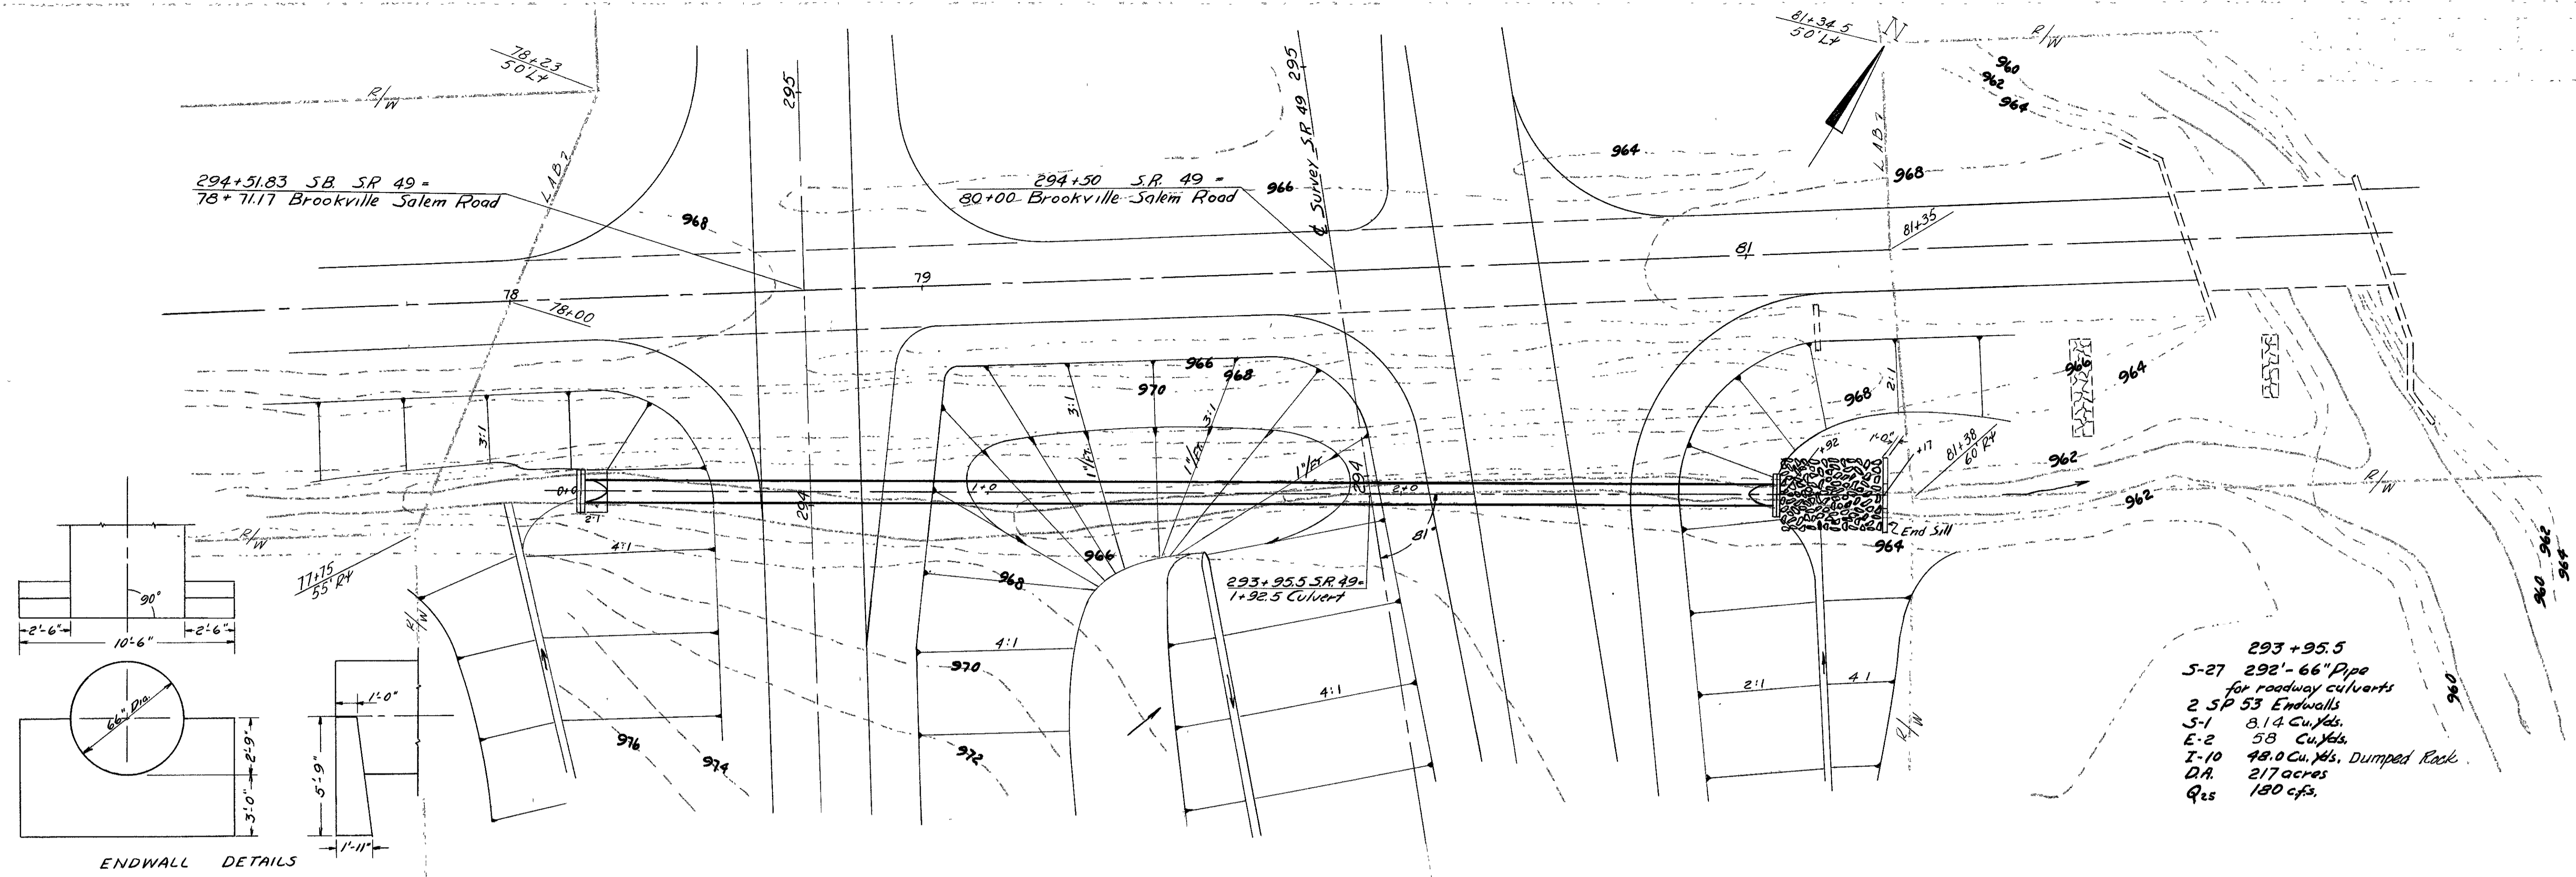 78+23
50' Lt
R/W
L A B ?
295
294+51.83 S.B. S.R 49 =
78+71.17 Brookville Salem Road
968
294+50 S.R. 49 =
80+00 Brookville Salem Road
966
₵ Survey S.R 49 295
81+34.5
50' Lt
N
R/W
960
962
964
964
968
L A B ?
81+35
81
79
78
78+00
966
968
970
3:1
3:1
3:1
1"/Ft.
1"/Ft.
1"/Ft
968
2:1
966
964
+92
1'-0"
+17
81+38
60' Rt
962
962
R/W
0+0
2:1
1+0
2+0
294
294
81°
End Sill
964
R/W
77+75
55' Rt
R/W
4:1
966
968
293+95.5 S.R. 49=
1+92.5 Culvert
4:1
970
972
4:1
976
974
2:1
4:1
R/W
960
962
964
960
90°
2'-6"
2'-6"
10'-6"
66" Dia.
1'-0"
2'-9"
3'-0"
5'-9"
1'-11"
ENDWALL DETAILS
293+95.5
S-27 292'-66" Pipe
for roadway culverts
2 SP 53 Endwalls
S-1 8.14 Cu.Yds.
E-2 58 Cu.Yds.
I-10 48.0 Cu.Yds. Dumped Rock.
D.A. 217 acres
Q25 180 c.f.s.